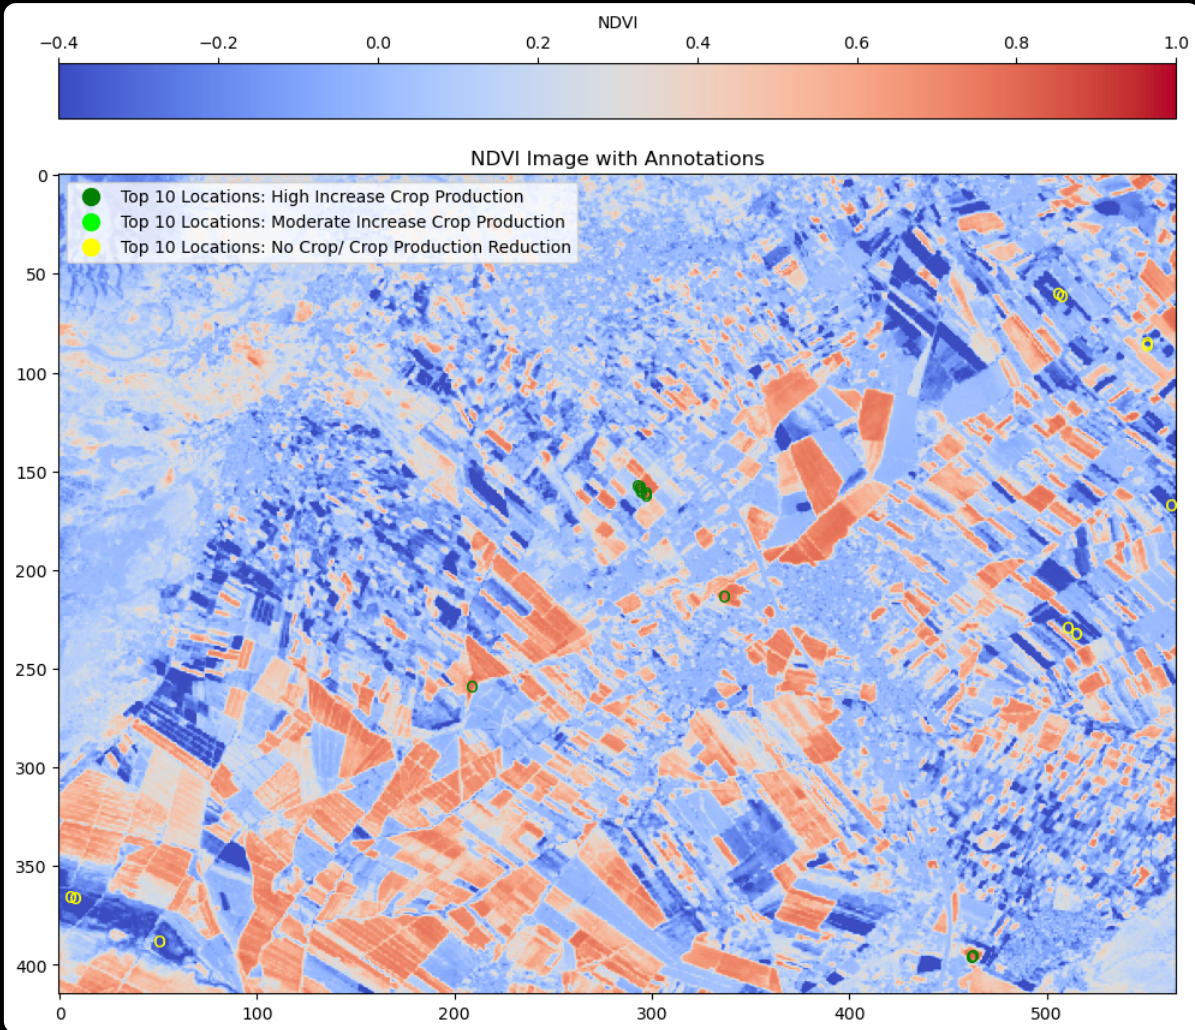 NDVI
−0.4 −0.2 0.0 0.2 0.4 0.6 0.8 1.0
NDVI Image with Annotations
Top 10 Locations: High Increase Crop Production
Top 10 Locations: Moderate Increase Crop Production
Top 10 Locations: No Crop/ Crop Production Reduction
0
50
100
150
200
250
300
350
400
0 100 200 300 400 500